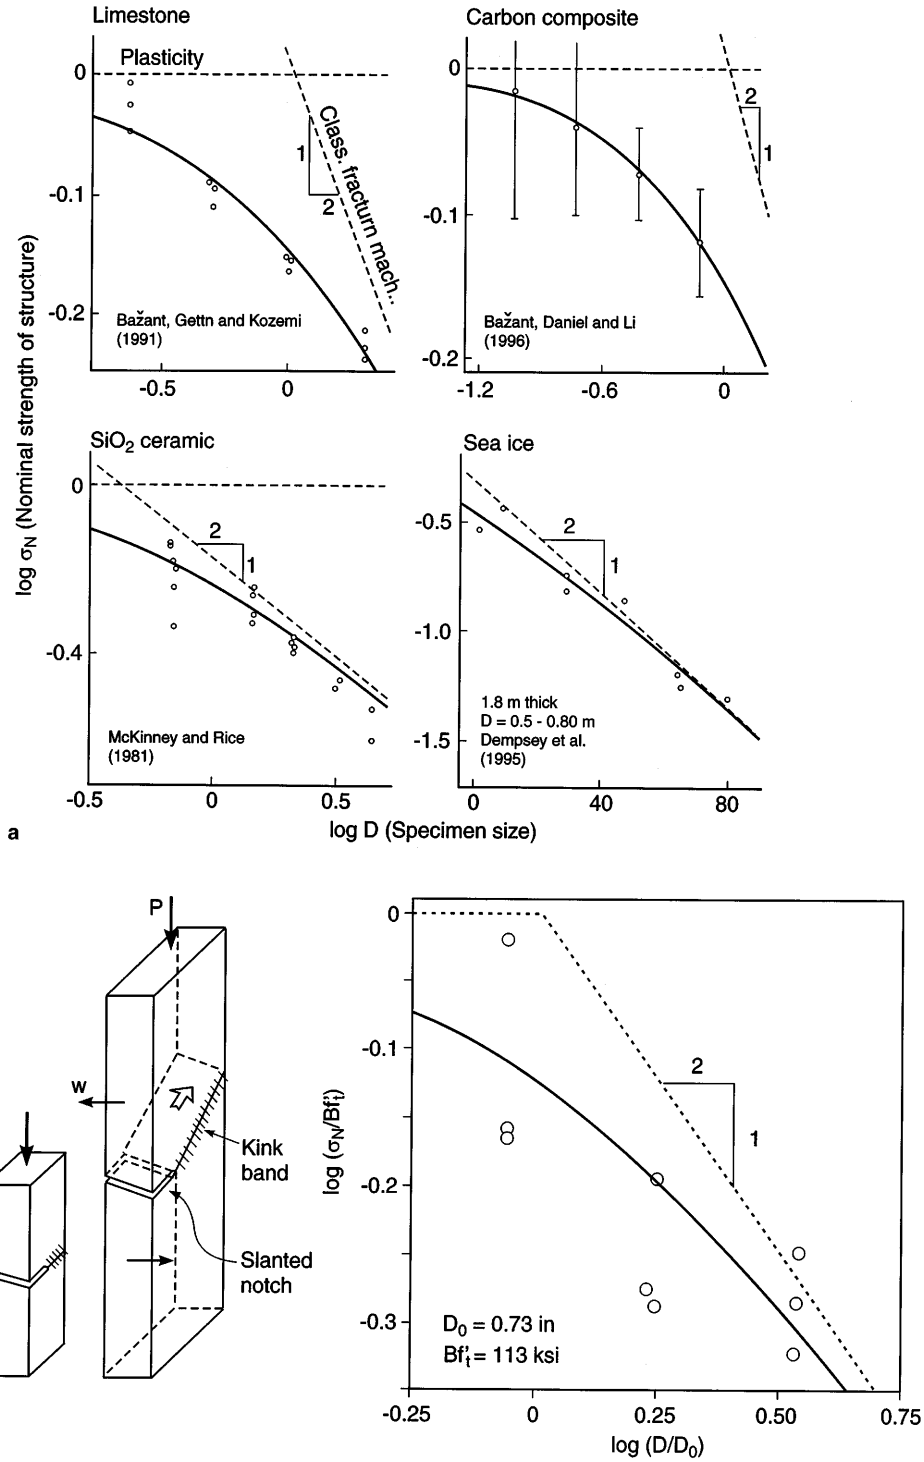 Limestone
Plasticity
0
-0.1
-0.2
1
2
Class. fracturn mach..
Bažant, Gettn and Kozemi
(1991)
-0.5
0
Carbon composite
0
-0.1
-0.2
2
1
Bažant, Daniel and Li
(1996)
-1.2
-0.6
0
log σN (Nominal strength of structure)
SiO2 ceramic
0
-0.4
2
1
McKinney and Rice
(1981)
-0.5
0
0.5
Sea ice
-0.5
-1.0
-1.5
2
1
1.8 m thick
D = 0.5 - 0.80 m
Dempsey et al.
(1995)
0
40
80
log D (Specimen size)
a
P
w
Kink
band
Slanted
notch
log (σN/Bf't)
0
-0.1
-0.2
-0.3
2
1
D0 = 0.73 in
Bf't = 113 ksi
-0.25
0
0.25
0.50
0.75
log (D/D0)